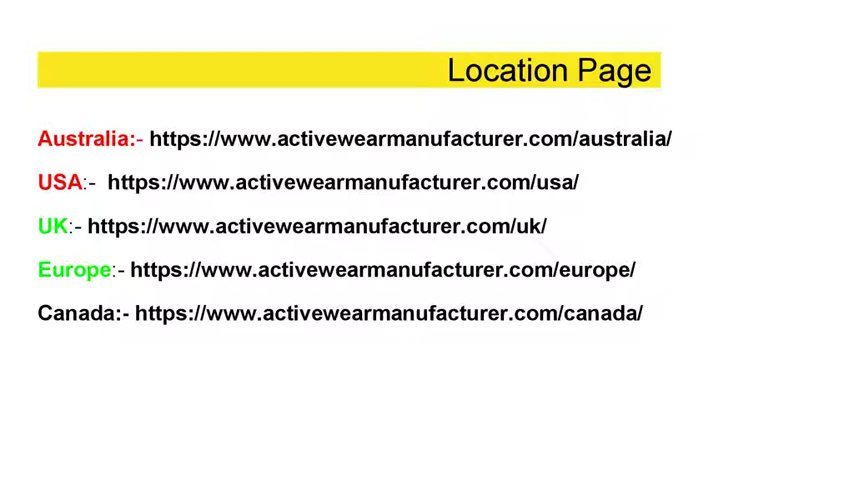 Location Page
Australia:- https://www.activewearmanufacturer.com/australia/
USA:- https://www.activewearmanufacturer.com/usa/
UK:- https://www.activewearmanufacturer.com/uk/
Europe:- https://www.activewearmanufacturer.com/europe/
Canada:- https://www.activewearmanufacturer.com/canada/